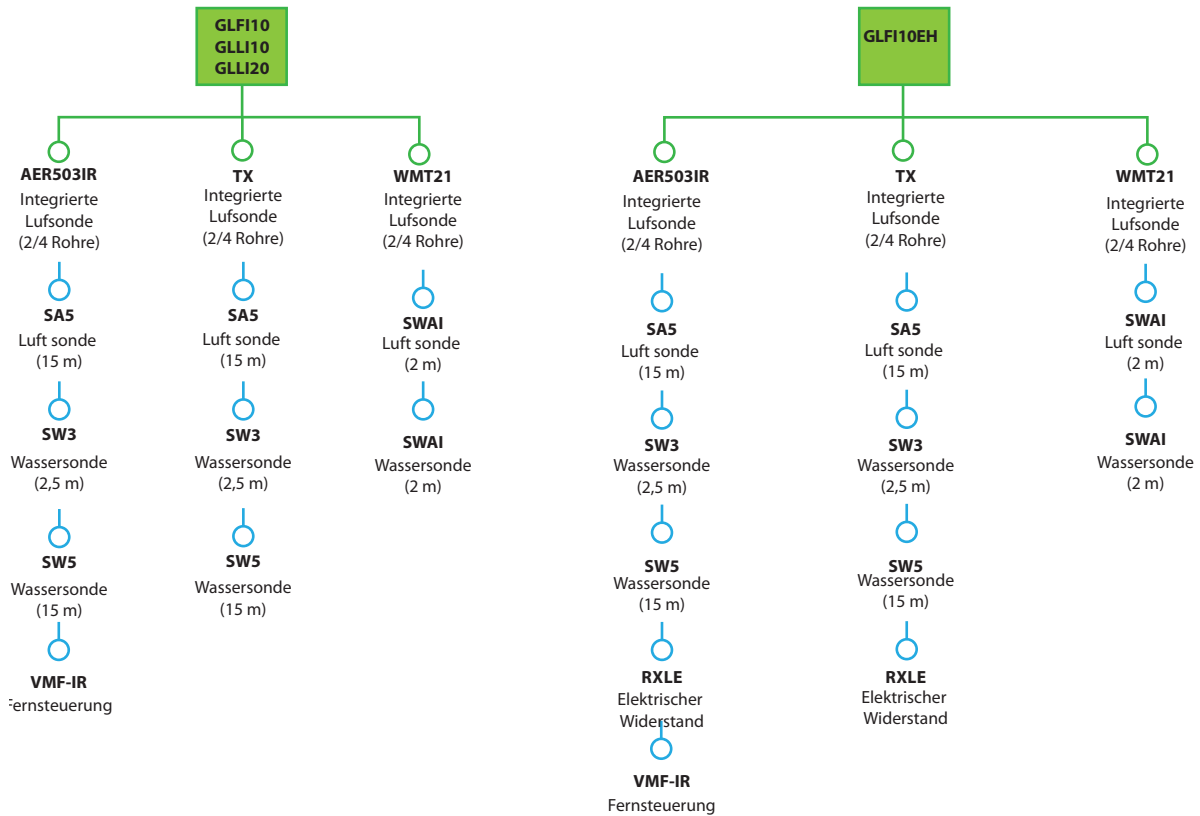 GLFI10
GLLI10
GLLI20
AER503IR
Integrierte
Lufsonde
(2/4 Rohre)
SA5
Luft sonde
(15 m)
SW3
Wassersonde
(2,5 m)
SW5
Wassersonde
(15 m)
VMF-IR
Fernsteuerung
TX
Integrierte
Lufsonde
(2/4 Rohre)
SA5
Luft sonde
(15 m)
SW3
Wassersonde
(2,5 m)
SW5
Wassersonde
(15 m)
WMT21
Integrierte
Lufsonde
(2/4 Rohre)
SWAI
Luft sonde
(2 m)
SWAI
Wassersonde
(2 m)
GLFI10EH
AER503IR
Integrierte
Lufsonde
(2/4 Rohre)
SA5
Luft sonde
(15 m)
SW3
Wassersonde
(2,5 m)
SW5
Wassersonde
(15 m)
RXLE
Elektrischer
Widerstand
VMF-IR
Fernsteuerung
TX
Integrierte
Lufsonde
(2/4 Rohre)
SA5
Luft sonde
(15 m)
SW3
Wassersonde
(2,5 m)
SW5
Wassersonde
(15 m)
RXLE
Elektrischer
Widerstand
WMT21
Integrierte
Lufsonde
(2/4 Rohre)
SWAI
Luft sonde
(2 m)
SWAI
Wassersonde
(2 m)